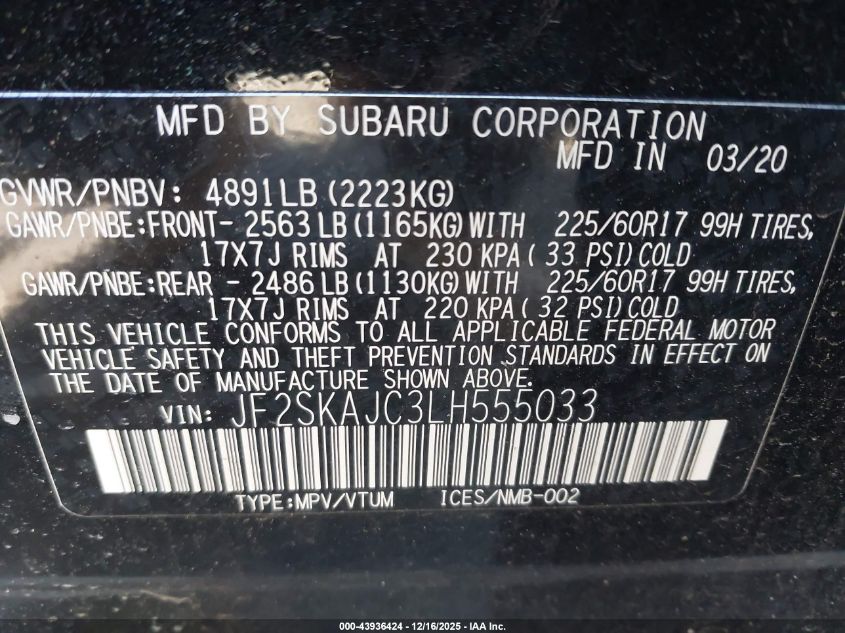 MFD BY SUBARU CORPORATION
MFD IN 03/20
GVWR/PNBV: 4891LB (2223KG)
GAWR/PNBE:FRONT- 2563 LB (1165KG) WITH 225/60R17 99H TIRES,
17X7J RIMS AT 230 KPA ( 33 PSI) COLD
GAWR/PNBE:REAR - 2486 LB (1130KG) WITH 225/60R17 99H TIRES,
17X7J RIMS AT 220 KPA ( 32 PSI) COLD
THIS VEHICLE CONFORMS TO ALL APPLICABLE FEDERAL MOTOR
VEHICLE SAFETY AND THEFT PREVENTION STANDARDS IN EFFECT ON
THE DATE OF MANUFACTURE SHOWN ABOVE.
VIN: JF2SKAJC3LH555033
TYPE:MPV/VTUM ICES/NMB-002
000-43936424 - 12/16/2025 - IAA Inc.